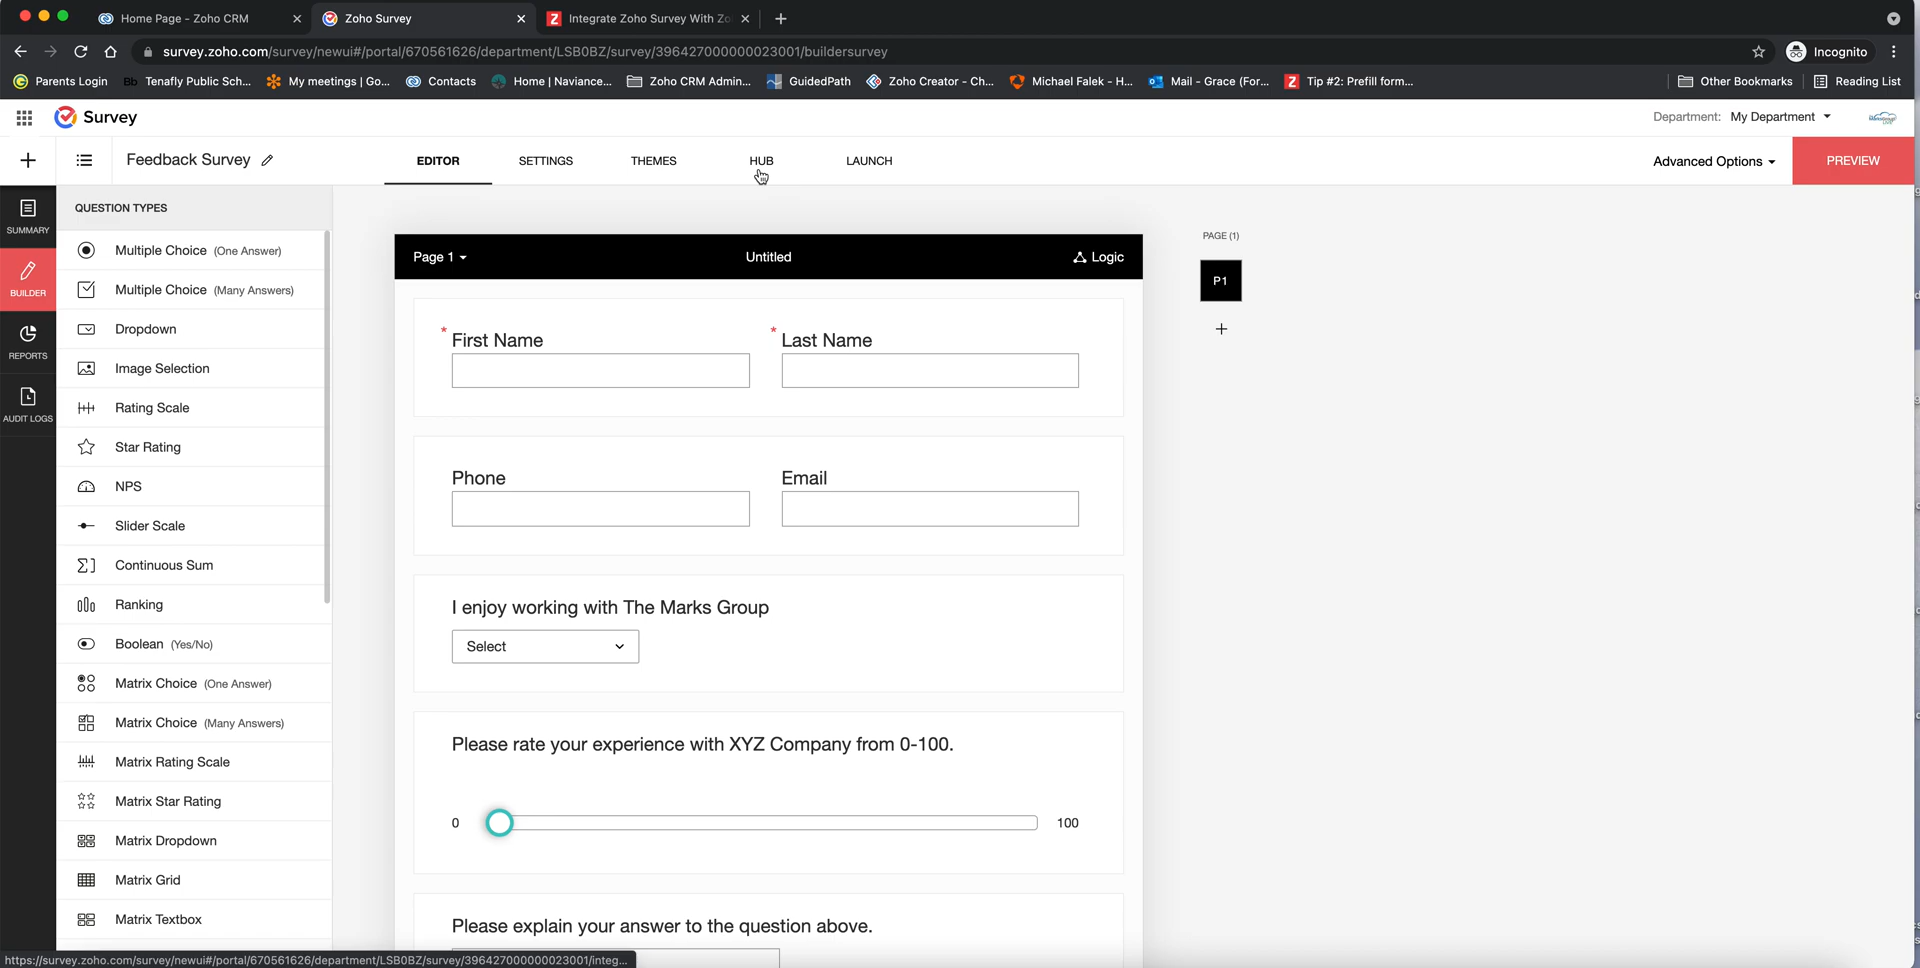 Home Page - Zoho CRM
Zoho Survey
Integrate Zoho Survey With Zo
survey.zoho.com/survey/newui#/portal/670561626/department/LSB0BZ/survey/396427000000023001/buildersurvey
Incognito
Parents Login
Bb Tenafly Public Sch...
My meetings | Go...
Contacts
Home | Naviance...
Zoho CRM Admin...
GuidedPath
Zoho Creator - Ch...
Michael Falek - H...
Mail - Grace (For...
Tip #2: Prefill form...
Other Bookmarks
Reading List
Survey
Department: My Department
Feedback Survey
EDITOR
SETTINGS
THEMES
HUB
LAUNCH
Advanced Options
PREVIEW
SUMMARY
BUILDER
REPORTS
AUDIT LOGS
QUESTION TYPES
Multiple Choice (One Answer)
Multiple Choice (Many Answers)
Dropdown
Image Selection
Rating Scale
Star Rating
NPS
Slider Scale
Continuous Sum
Ranking
Boolean (Yes/No)
Matrix Choice (One Answer)
Matrix Choice (Many Answers)
Matrix Rating Scale
Matrix Star Rating
Matrix Dropdown
Matrix Grid
Matrix Textbox
Page 1
Untitled
Logic
* First Name
* Last Name
Phone
Email
I enjoy working with The Marks Group
Select
Please rate your experience with XYZ Company from 0-100.
0
100
Please explain your answer to the question above.
PAGE (1)
P1
https://survey.zoho.com/survey/newui#/portal/670561626/department/LSB0BZ/survey/396427000000023001/integ...